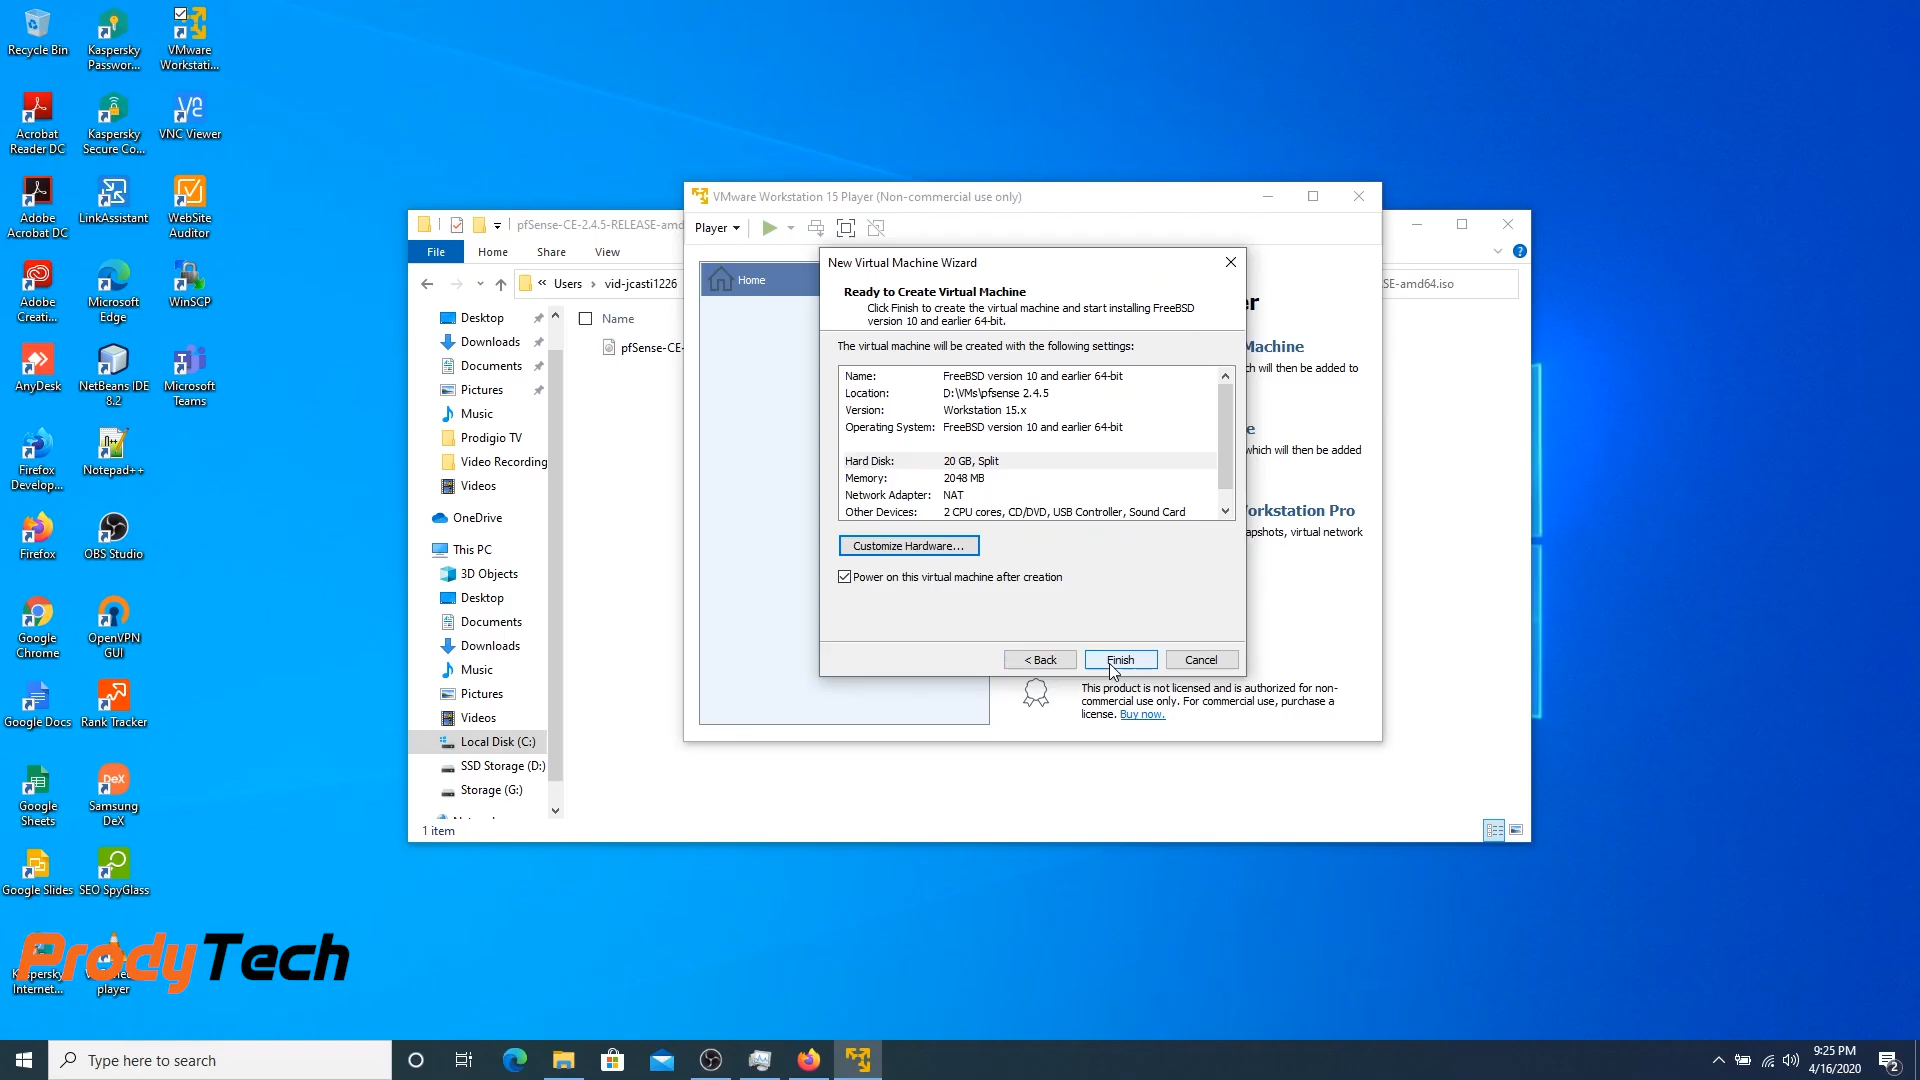 Recycle Bin
Kaspersky
Passwor...
VMware
Workstati...
Acrobat
Reader DC
Kaspersky
Secure Co...
VNC Viewer
Adobe
Acrobat DC
LinkAssistant
WebSite
Auditor
Adobe
Creati...
Microsoft
Edge
WinSCP
AnyDesk
NetBeans IDE
8.2
Microsoft
Teams
Firefox
Develop...
Notepad++
Firefox
OBS Studio
Google
Chrome
OpenVPN
GUI
Google Docs
Rank Tracker
Google
Sheets
Samsung
DeX
Google Slides
SEO SpyGlass
Internet...
player
ProdyTech
pfSense-CE-2.4.5-RELEASE-amd
File
Home
Share
View
Users
vid-jcasti1226
SE-amd64.iso
Desktop
Downloads
Documents
Pictures
Music
Prodigio TV
Video Recording
Videos
OneDrive
This PC
3D Objects
Desktop
Documents
Downloads
Music
Pictures
Videos
Local Disk (C:)
SSD Storage (D:)
Storage (G:)
1 item
Name
pfSense-CE-
VMware Workstation 15 Player (Non-commercial use only)
Player
Home
er
Machine
ch will then be added to
e
which will then be added
orkstation Pro
apshots, virtual network
This product is not licensed and is authorized for non-
commercial use only. For commercial use, purchase a
license. Buy now.
New Virtual Machine Wizard
Ready to Create Virtual Machine
Click Finish to create the virtual machine and start installing FreeBSD
version 10 and earlier 64-bit.
The virtual machine will be created with the following settings:
Name: FreeBSD version 10 and earlier 64-bit
Location: D:\VMs\pfsense 2.4.5
Version: Workstation 15.x
Operating System: FreeBSD version 10 and earlier 64-bit
Hard Disk: 20 GB, Split
Memory: 2048 MB
Network Adapter: NAT
Other Devices: 2 CPU cores, CD/DVD, USB Controller, Sound Card
Customize Hardware...
Power on this virtual machine after creation
< Back
Finish
Cancel
Type here to search
9:25 PM
4/16/2020
2